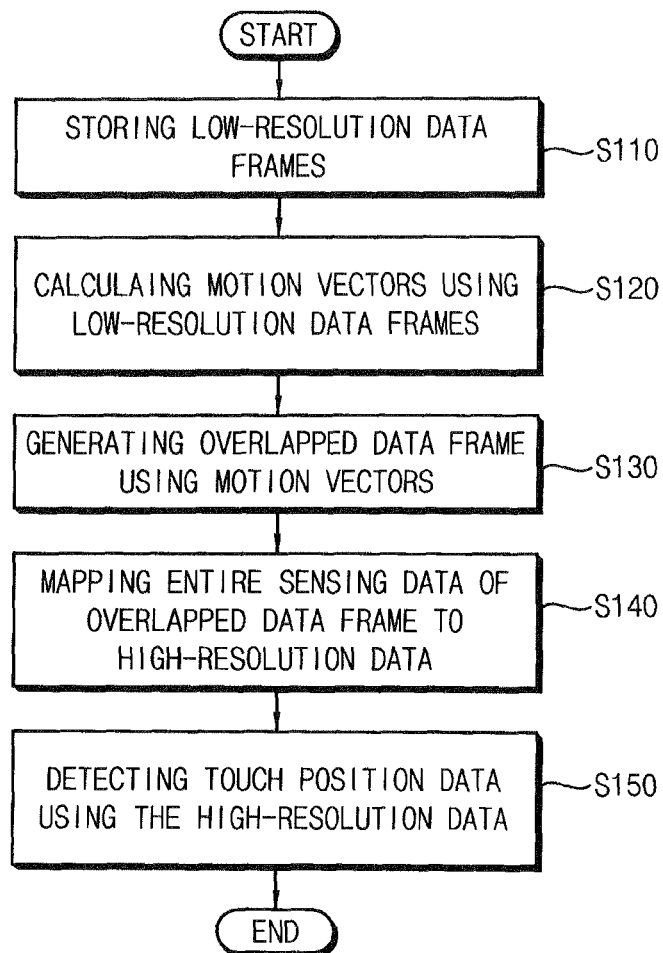 START
STORING LOW-RESOLUTION DATA
FRAMES
S110
CALCULAING MOTION VECTORS USING
LOW-RESOLUTION DATA FRAMES
S120
GENERATING OVERLAPPED DATA FRAME
USING MOTION VECTORS
S130
MAPPING ENTIRE SENSING DATA OF
OVERLAPPED DATA FRAME TO
HIGH-RESOLUTION DATA
S140
DETECTING TOUCH POSITION DATA
USING THE HIGH-RESOLUTION DATA
S150
END